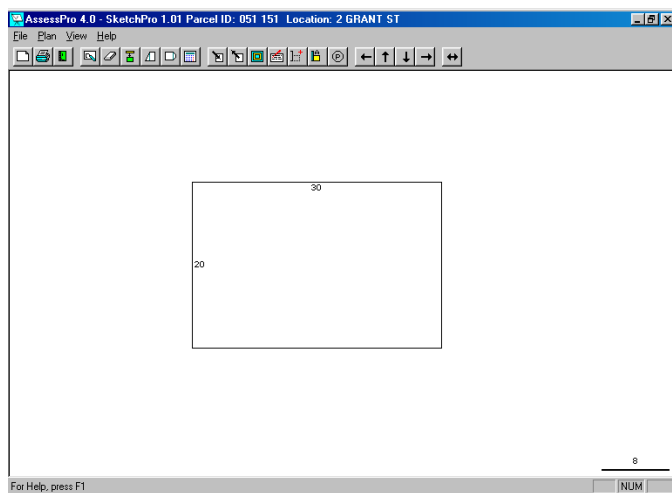 AssessPro 4.0 - SketchPro 1.01 Parcel ID: 051 151 Location: 2 GRANT ST
File Plan View Help
P
30
20
8
For Help, press F1
NUM